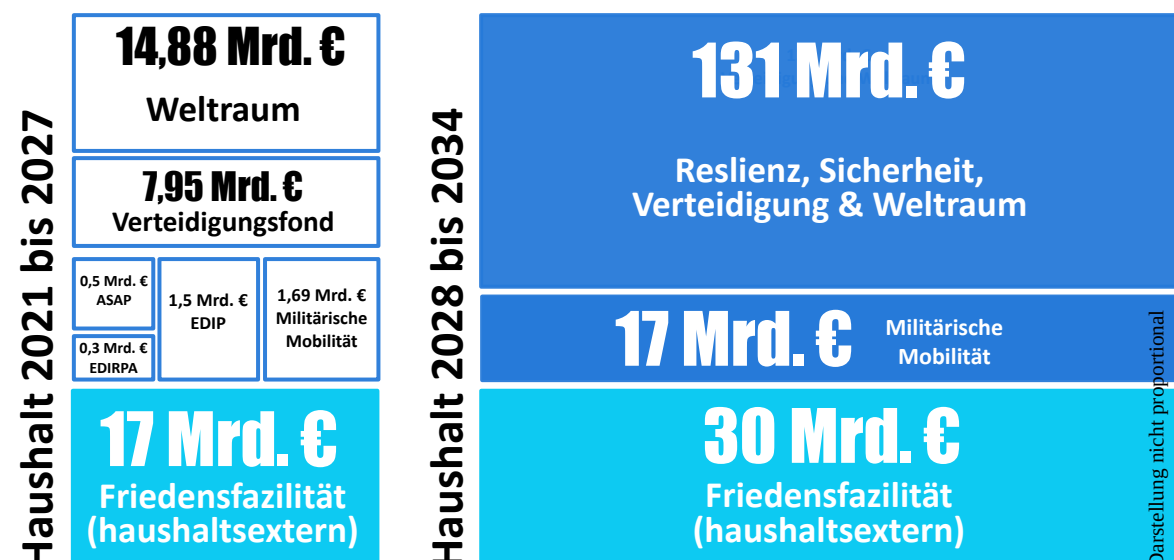 Haushalt 2021 bis 2027
14,88 Mrd. €
Weltraum
7,95 Mrd. €
Verteidigungsfond
0,5 Mrd. €
ASAP
0,3 Mrd. €
EDIRPA
1,5 Mrd. €
EDIP
1,69 Mrd. €
Militärische
Mobilität
17 Mrd. €
Friedensfazilität
(haushaltsextern)
Haushalt 2028 bis 2034
131 Mrd. €
Reslienz, Sicherheit,
Verteidigung & Weltraum
17 Mrd. €
Militärische
Mobilität
30 Mrd. €
Friedensfazilität
(haushaltsextern)
Darstellung nicht proportional